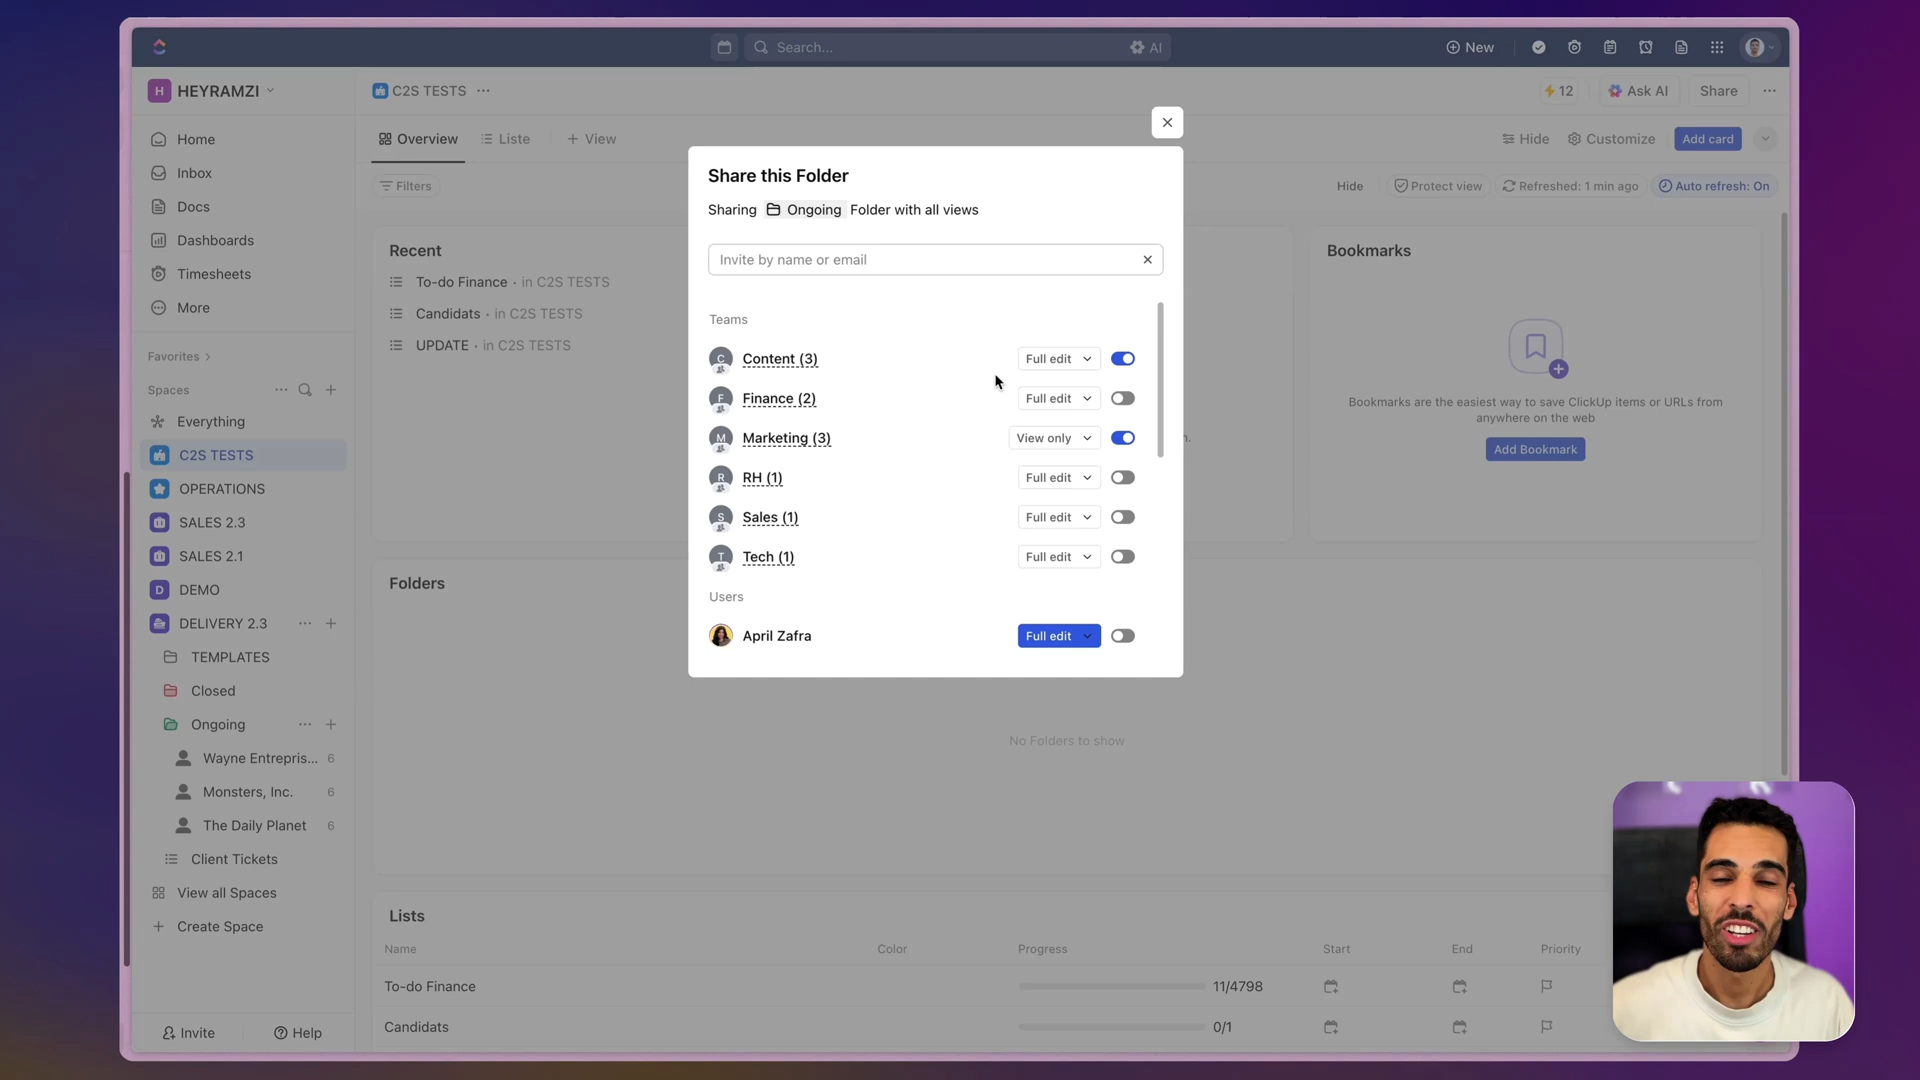 Search...
AI
New
H HEYRAMZI
C2S TESTS
12
Ask AI
Share
Home
Inbox
Docs
Dashboards
Timesheets
More
Favorites
Spaces
Everything
C2S TESTS
OPERATIONS
SALES 2.3
SALES 2.1
D DEMO
DELIVERY 2.3
TEMPLATES
Closed
Ongoing
Wayne Entrepris... 6
Monsters, Inc. 6
The Daily Planet 6
Client Tickets
View all Spaces
Create Space
Invite
Help
Overview
Liste
View
Hide
Customize
Add card
Filters
Hide
Protect view
Refreshed: 1 min ago
Auto refresh: On
Recent
To-do Finance • in C2S TESTS
Candidats • in C2S TESTS
UPDATE • in C2S TESTS
Share this Folder
Sharing Ongoing Folder with all views
Invite by name or email
Teams
C Content (3) Full edit
F Finance (2) Full edit
M Marketing (3) View only
R RH (1) Full edit
S Sales (1) Full edit
T Tech (1) Full edit
Users
April Zafra Full edit
Bookmarks
Bookmarks are the easiest way to save ClickUp items or URLs from
anywhere on the web
Add Bookmark
Folders
No Folders to show
Lists
Name Color Progress Start End Priority
To-do Finance 11/4798
Candidats 0/1